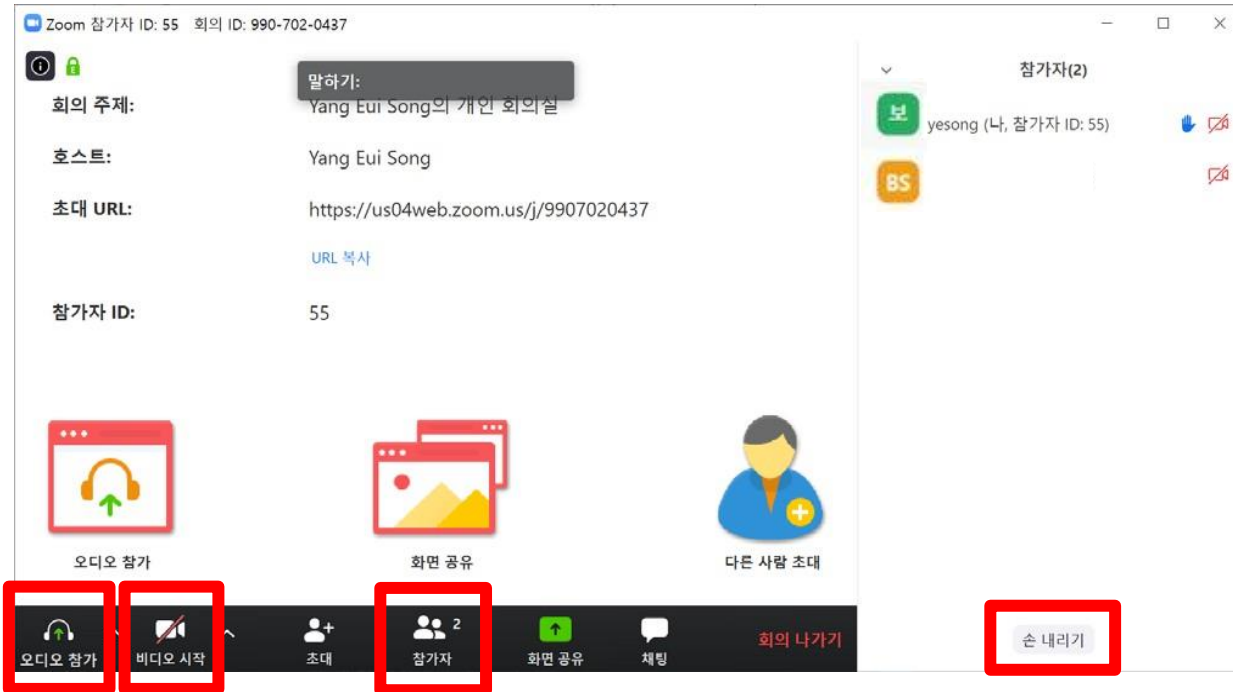 Zoom 참가자 ID: 55 회의 ID: 990-702-0437
말하기:
회의 주제: Yang Eui Song의 개인 회의실
호스트: Yang Eui Song
초대 URL: https://us04web.zoom.us/j/9907020437
URL 복사
참가자 ID: 55
오디오 참가 화면 공유 다른 사람 초대
오디오 참가 비디오 시작 초대 참가자 2 화면 공유 채팅 회의 나가기
참가자(2)
보 yesong (나, 참가자 ID: 55)
BS
손 내리기